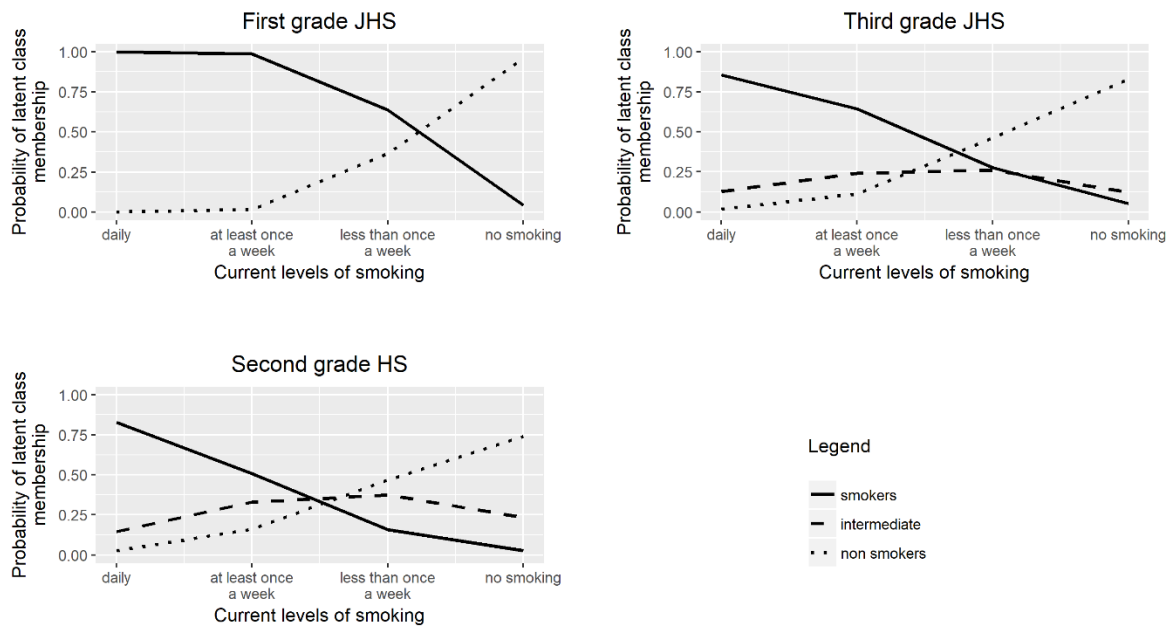 First grade JHS
Probability of latent class
membership
1.00
0.75
0.50
0.25
0.00
daily
at least once
a week
less than once
a week
no smoking
Current levels of smoking
Third grade JHS
Probability of latent class
membership
1.00
0.75
0.50
0.25
0.00
daily
at least once
a week
less than once
a week
no smoking
Current levels of smoking
Second grade HS
Probability of latent class
membership
1.00
0.75
0.50
0.25
0.00
daily
at least once
a week
less than once
a week
no smoking
Current levels of smoking
Legend
smokers
intermediate
non smokers